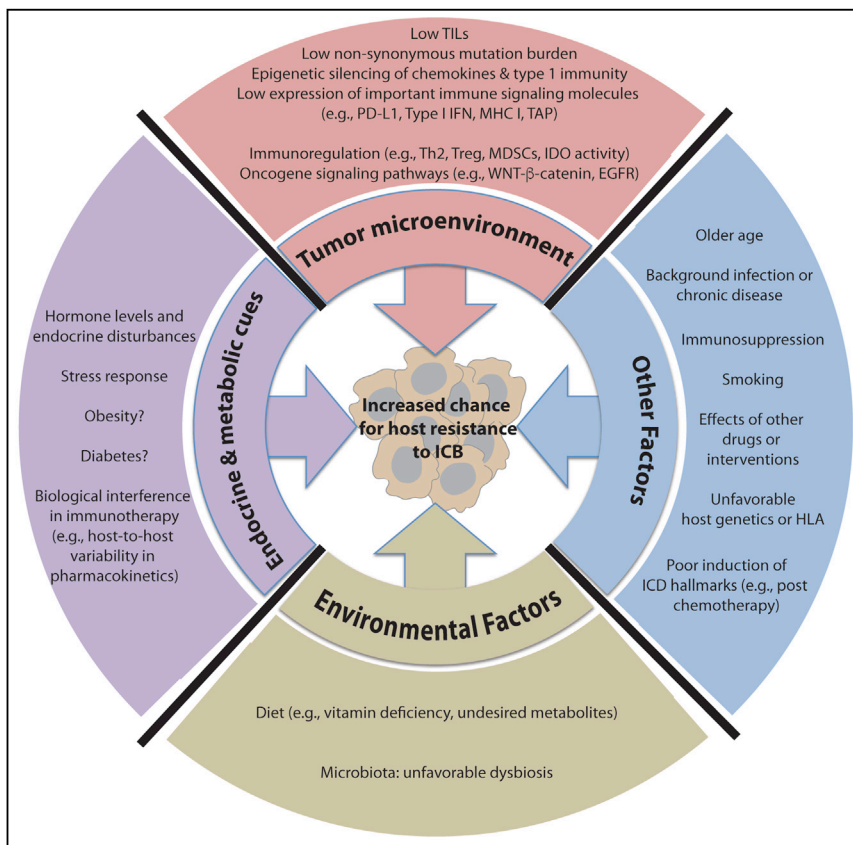 Low TILs
Low non-synonymous mutation burden
Epigenetic silencing of chemokines & type 1 immunity
Low expression of important immune signaling molecules
(e.g., PD-L1, Type I IFN, MHC I, TAP)
Immunoregulation (e.g., Th2, Treg, MDSCs, IDO activity)
Oncogene signaling pathways (e.g., WNT-β-catenin, EGFR)
Tumor microenvironment
Older age
Background infection or
chronic disease
Immunosuppression
Smoking
Effects of other
drugs or
interventions
Unfavorable
host genetics or HLA
Poor induction of
ICD hallmarks (e.g., post
chemotherapy)
Other Factors
Hormone levels and
endocrine disturbances
Stress response
Obesity?
Diabetes?
Biological interference
in immunotherapy
(e.g., host-to-host
variability in
pharmacokinetics)
Endocrine & metabolic cues
Increased chance
for host resistance
to ICB
Environmental Factors
Diet (e.g., vitamin deficiency, undesired metabolites)
Microbiota: unfavorable dysbiosis